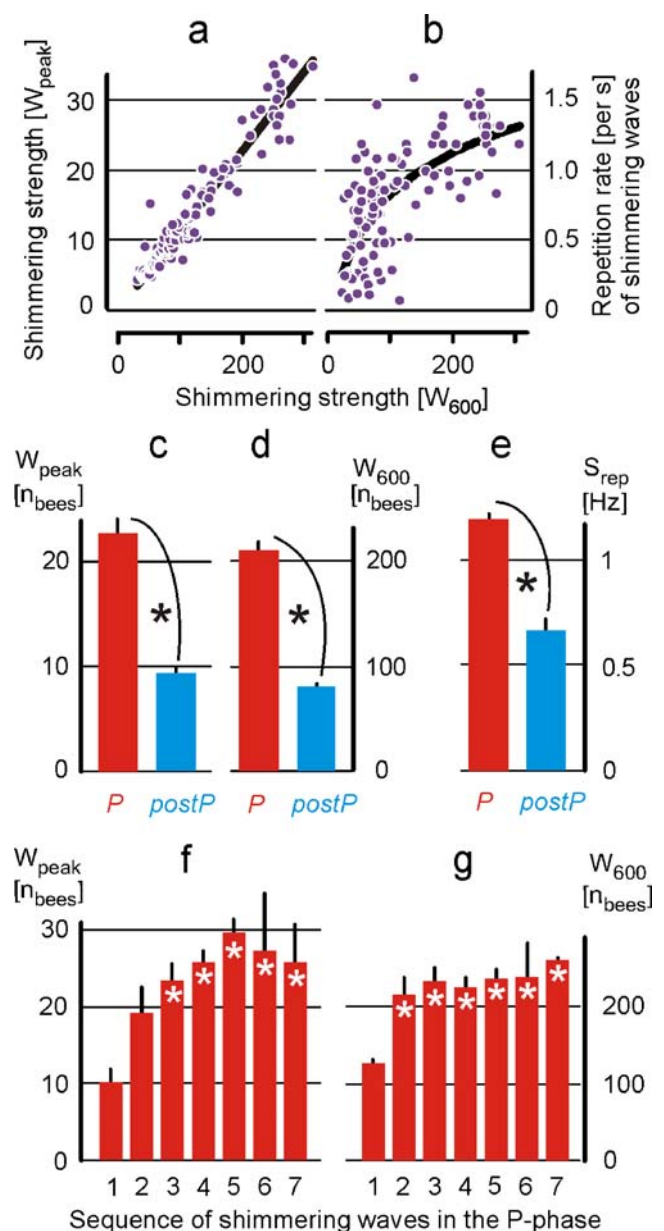 a b
Shimmering strength [Wpeak]
30
20
10
0
1.5
1.0
0.5
0
Repetition rate [per s]
of shimmering waves
0 200 0 200
Shimmering strength [W600]
c d e
Wpeak
[nbees]
W600
[nbees]
Srep
[Hz]
20
10
0
200
100
0
1
0.5
0
* * *
P postP P postP P postP
f g
Wpeak
[nbees]
W600
[nbees]
30
20
10
0
200
100
0
* * * * * * * * * * *
1 2 3 4 5 6 7 1 2 3 4 5 6 7
Sequence of shimmering waves in the P-phase